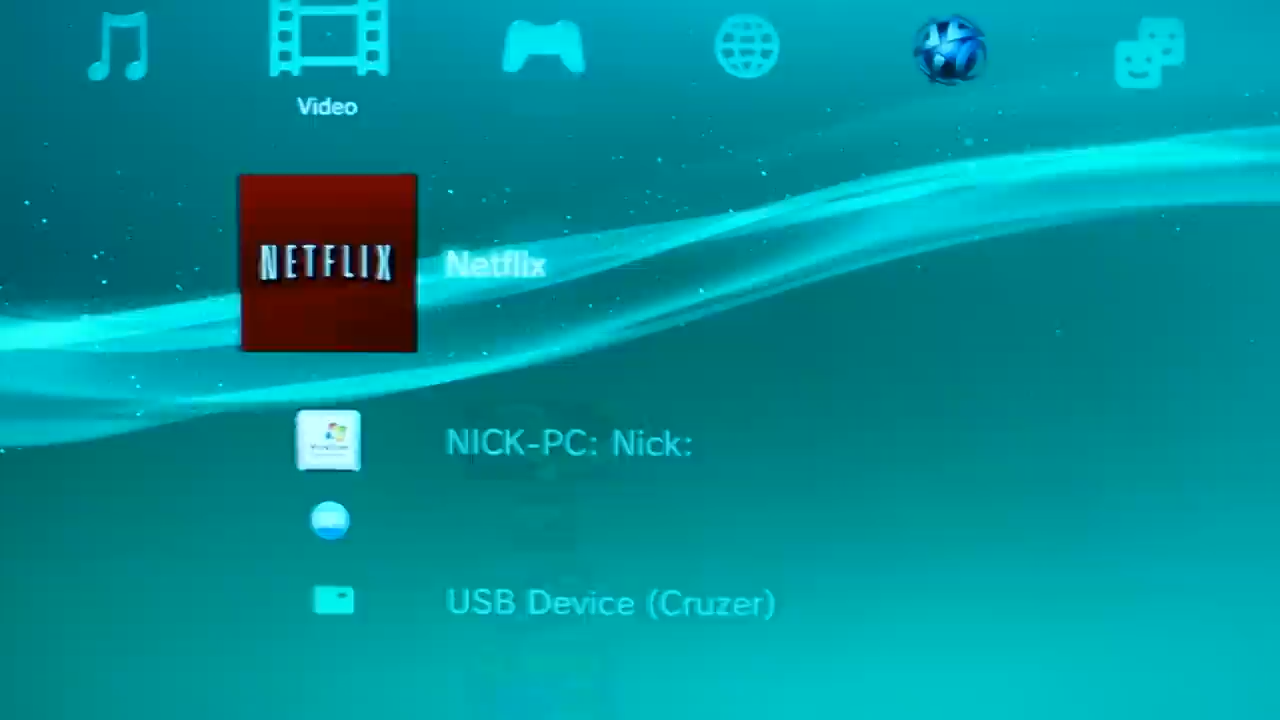 Video
NETFLIX
Netflix
NICK-PC: Nick:
USB Device (Cruzer)